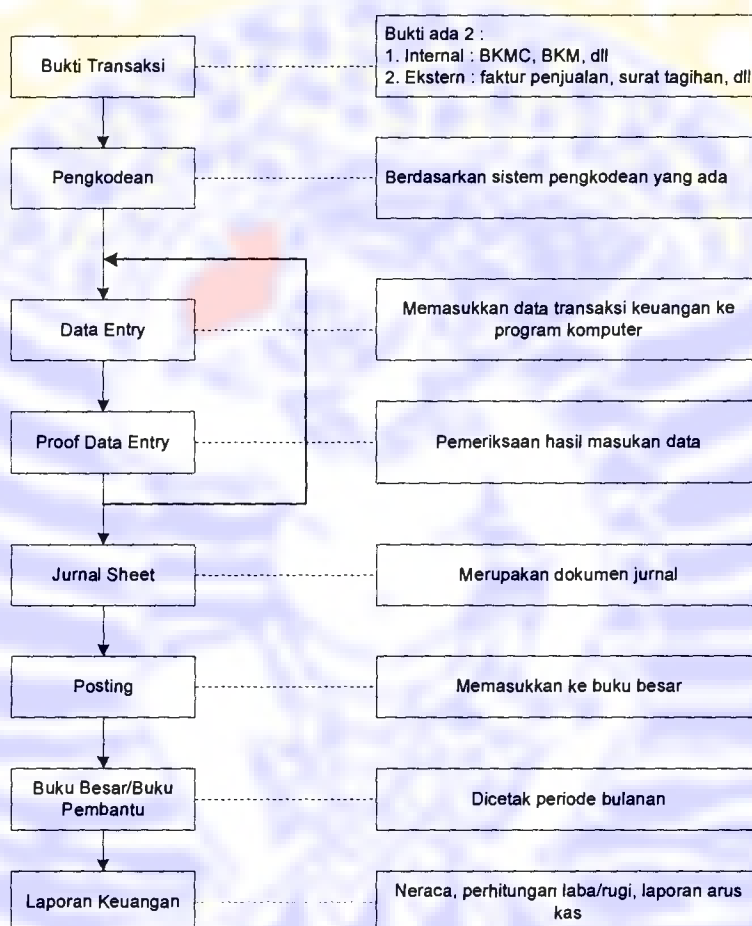 Bukti Transaksi
Bukti ada 2 :
1. Internal : BKMC, BKM, dll
2. Ekstern : faktur penjualan, surat tagihan, dll
Pengkodean
Berdasarkan sistem pengkodean yang ada
Data Entry
Memasukkan data transaksi keuangan ke
program komputer
Proof Data Entry
Pemeriksaan hasil masukan data
Jurnal Sheet
Merupakan dokumen jurnal
Posting
Memasukkan ke buku besar
Buku Besar/Buku
Pembantu
Dicetak periode bulanan
Laporan Keuangan
Neraca, perhitungan laba/rugi, laporan arus
kas